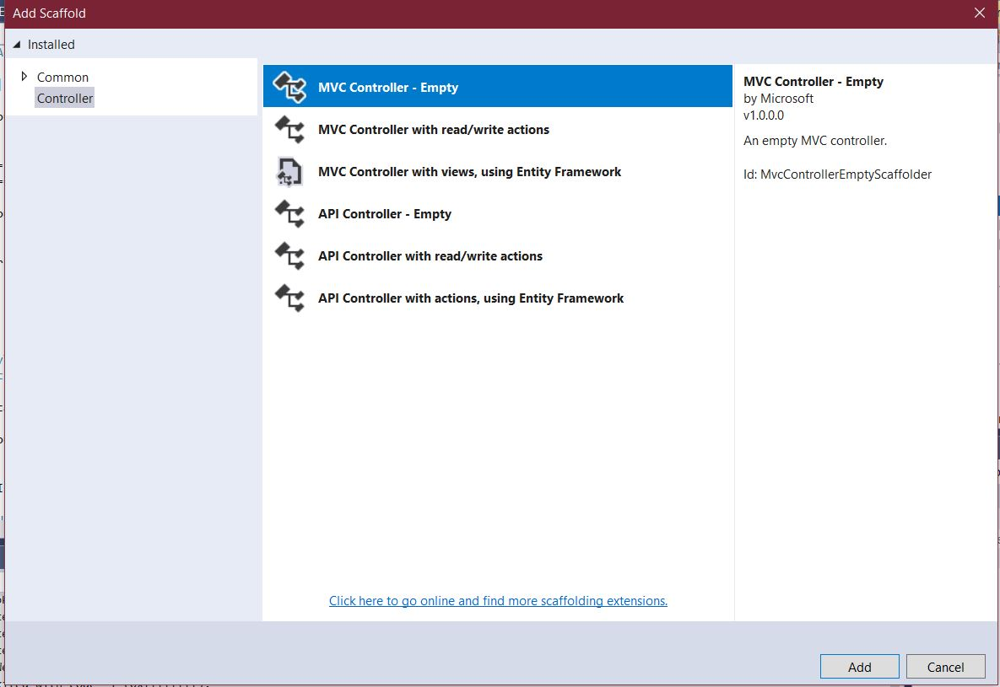 Add Scaffold
Installed
Common
Controller
MVC Controller - Empty
MVC Controller with read/write actions
MVC Controller with views, using Entity Framework
API Controller - Empty
API Controller with read/write actions
API Controller with actions, using Entity Framework
Click here to go online and find more scaffolding extensions.
MVC Controller - Empty
by Microsoft
v1.0.0.0
An empty MVC controller.
Id: MvcControllerEmptyScaffolder
Add
Cancel